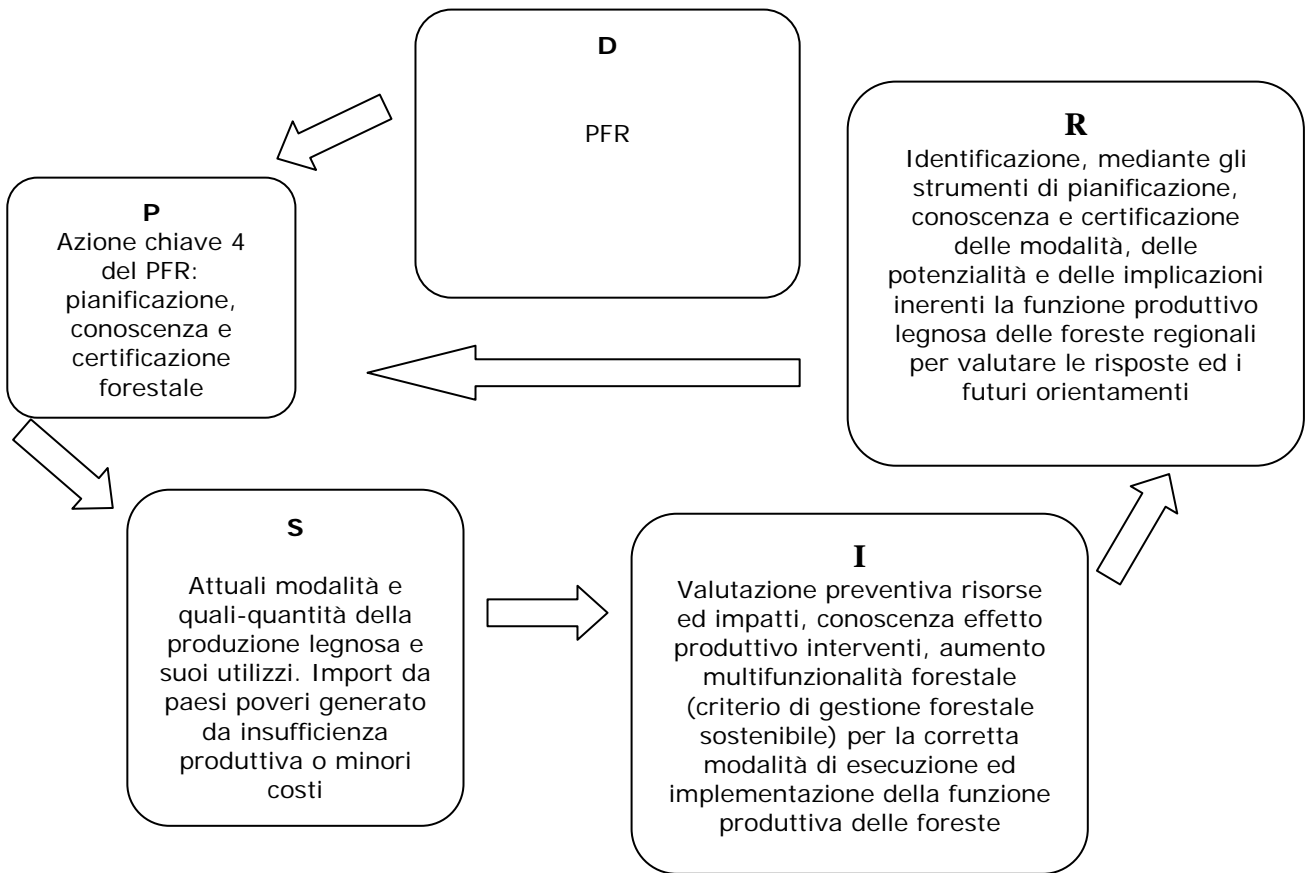 D
PFR
P
Azione chiave 4
del PFR:
pianificazione,
conoscenza e
certificazione
forestale
S
Attuali modalità e
quali-quantità della
produzione legnosa e
suoi utilizzi. Import da
paesi poveri generato
da insufficienza
produttiva o minori
costi
I
Valutazione preventiva risorse
ed impatti, conoscenza effetto
produttivo interventi, aumento
multifunzionalità forestale
(criterio di gestione forestale
sostenibile) per la corretta
modalità di esecuzione ed
implementazione della funzione
produttiva delle foreste
R
Identificazione, mediante gli
strumenti di pianificazione,
conoscenza e certificazione
delle modalità, delle
potenzialità e delle implicazioni
inerenti la funzione produttivo
legnosa delle foreste regionali
per valutare le risposte ed i
futuri orientamenti